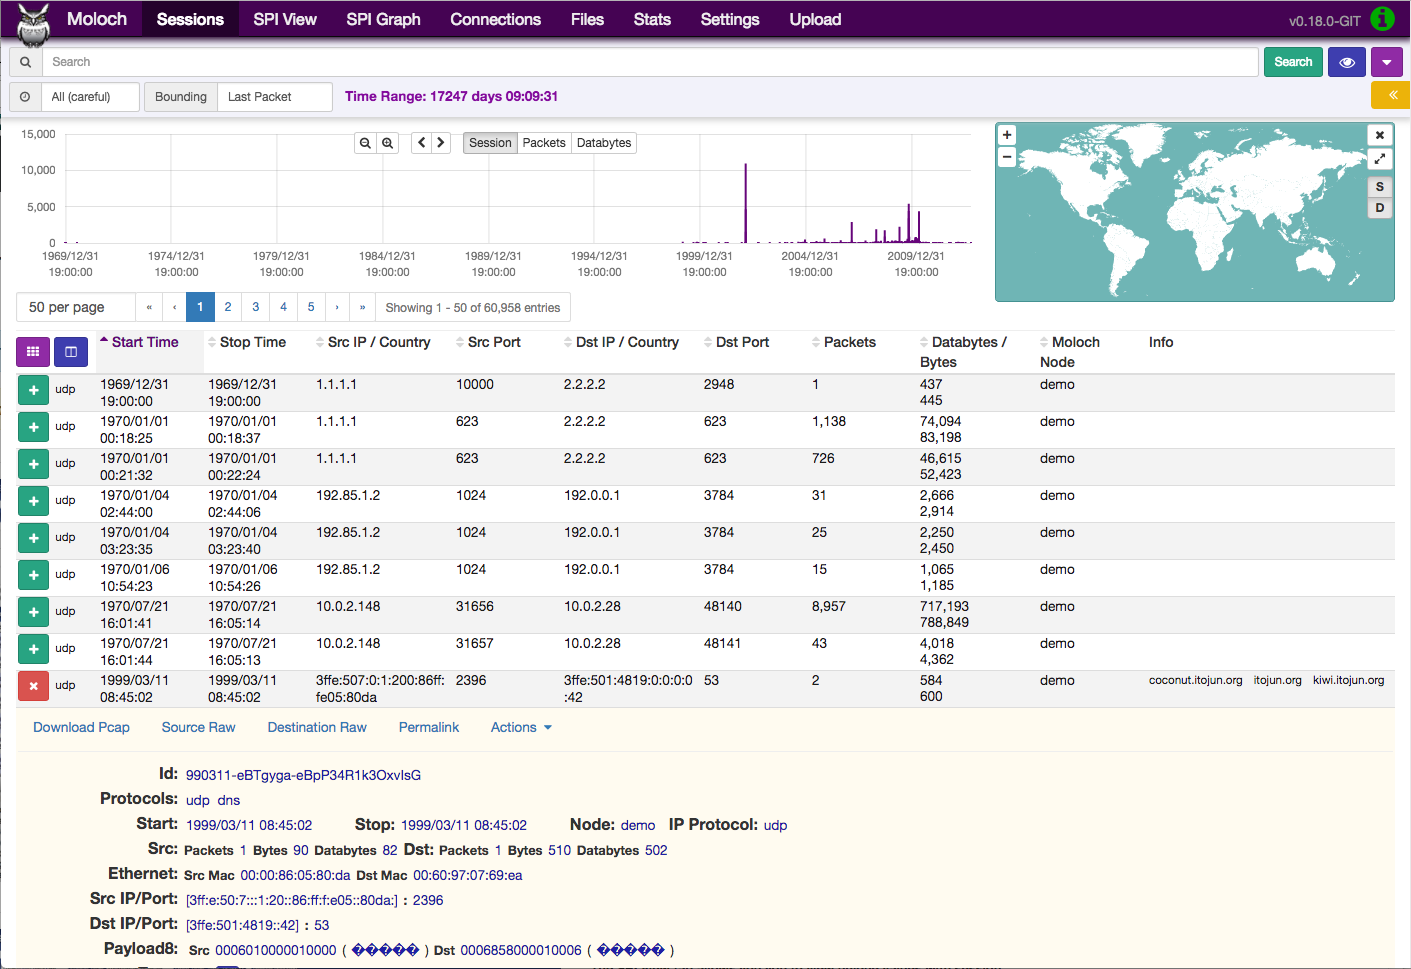 Moloch Sessions SPI View SPI Graph Connections Files Stats Settings Upload v0.18.0-GIT
Search Search
All (careful) Bounding Last Packet Time Range: 17247 days 09:09:31
15,000
10,000
5,000
0
Session Packets Databytes
1969/12/31 1974/12/31 1979/12/31 1984/12/31 1989/12/31 1994/12/31 1999/12/31 2004/12/31 2009/12/31
19:00:00 19:00:00 19:00:00 19:00:00 19:00:00 19:00:00 19:00:00 19:00:00 19:00:00
+
−
S
D
50 per page « ‹ 1 2 3 4 5 › » Showing 1 - 50 of 60,958 entries
Start Time Stop Time Src IP / Country Src Port Dst IP / Country Dst Port Packets Databytes / Moloch Info
Bytes Node
udp 1969/12/31 1969/12/31 1.1.1.1 10000 2.2.2.2 2948 1 437 demo
19:00:00 19:00:00 445
udp 1970/01/01 1970/01/01 1.1.1.1 623 2.2.2.2 623 1,138 74,094 demo
00:18:25 00:18:37 83,198
udp 1970/01/01 1970/01/01 1.1.1.1 623 2.2.2.2 623 726 46,615 demo
00:21:32 00:22:24 52,423
udp 1970/01/04 1970/01/04 192.85.1.2 1024 192.0.0.1 3784 31 2,666 demo
02:44:00 02:44:06 2,914
udp 1970/01/04 1970/01/04 192.85.1.2 1024 192.0.0.1 3784 25 2,250 demo
03:23:35 03:23:40 2,450
udp 1970/01/06 1970/01/06 192.85.1.2 1024 192.0.0.1 3784 15 1,065 demo
10:54:23 10:54:26 1,185
udp 1970/07/21 1970/07/21 10.0.2.148 31656 10.0.2.28 48140 8,957 717,193 demo
16:01:41 16:05:14 788,849
udp 1970/07/21 1970/07/21 10.0.2.148 31657 10.0.2.28 48141 43 4,018 demo
16:01:44 16:05:13 4,362
udp 1999/03/11 1999/03/11 3ffe:507:0:1:200:86ff: 2396 3ffe:501:4819:0:0:0:0 53 2 584 demo coconut.itojun.org itojun.org kiwi.itojun.org
08:45:02 08:45:02 fe05:80da :42 600
Download Pcap Source Raw Destination Raw Permalink Actions
Id: 990311-eBTgyga-eBpP34R1k3OxvlsG
Protocols: udp dns
Start: 1999/03/11 08:45:02 Stop: 1999/03/11 08:45:02 Node: demo IP Protocol: udp
Src: Packets 1 Bytes 90 Databytes 82 Dst: Packets 1 Bytes 510 Databytes 502
Ethernet: Src Mac 00:00:86:05:80:da Dst Mac 00:60:97:07:69:ea
Src IP/Port: [3ff:e:50:7:::1:20::86:ff:f:e05::80da:] : 2396
Dst IP/Port: [3ffe:501:4819::42] : 53
Payload8: Src 0006010000010000 ( ����� ) Dst 0006858000010006 ( ����� )